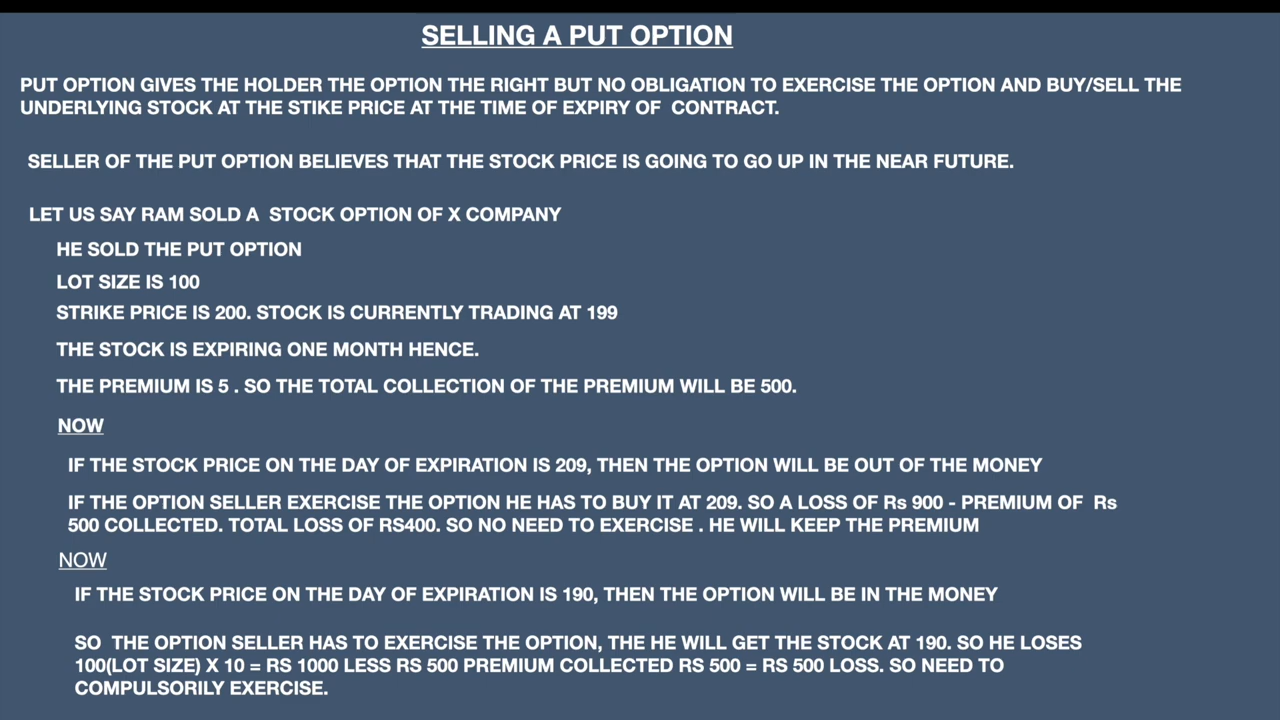 SELLING A PUT OPTION
PUT OPTION GIVES THE HOLDER THE OPTION THE RIGHT BUT NO OBLIGATION TO EXERCISE THE OPTION AND BUY/SELL THE
UNDERLYING STOCK AT THE STIKE PRICE AT THE TIME OF EXPIRY OF CONTRACT.
SELLER OF THE PUT OPTION BELIEVES THAT THE STOCK PRICE IS GOING TO GO UP IN THE NEAR FUTURE.
LET US SAY RAM SOLD A STOCK OPTION OF X COMPANY
HE SOLD THE PUT OPTION
LOT SIZE IS 100
STRIKE PRICE IS 200. STOCK IS CURRENTLY TRADING AT 199
THE STOCK IS EXPIRING ONE MONTH HENCE.
THE PREMIUM IS 5 . SO THE TOTAL COLLECTION OF THE PREMIUM WILL BE 500.
NOW
IF THE STOCK PRICE ON THE DAY OF EXPIRATION IS 209, THEN THE OPTION WILL BE OUT OF THE MONEY
IF THE OPTION SELLER EXERCISE THE OPTION HE HAS TO BUY IT AT 209. SO A LOSS OF Rs 900 - PREMIUM OF Rs
500 COLLECTED. TOTAL LOSS OF RS400. SO NO NEED TO EXERCISE . HE WILL KEEP THE PREMIUM
NOW
IF THE STOCK PRICE ON THE DAY OF EXPIRATION IS 190, THEN THE OPTION WILL BE IN THE MONEY
SO THE OPTION SELLER HAS TO EXERCISE THE OPTION, THE HE WILL GET THE STOCK AT 190. SO HE LOSES
100(LOT SIZE) X 10 = RS 1000 LESS RS 500 PREMIUM COLLECTED RS 500 = RS 500 LOSS. SO NEED TO
COMPULSORILY EXERCISE.